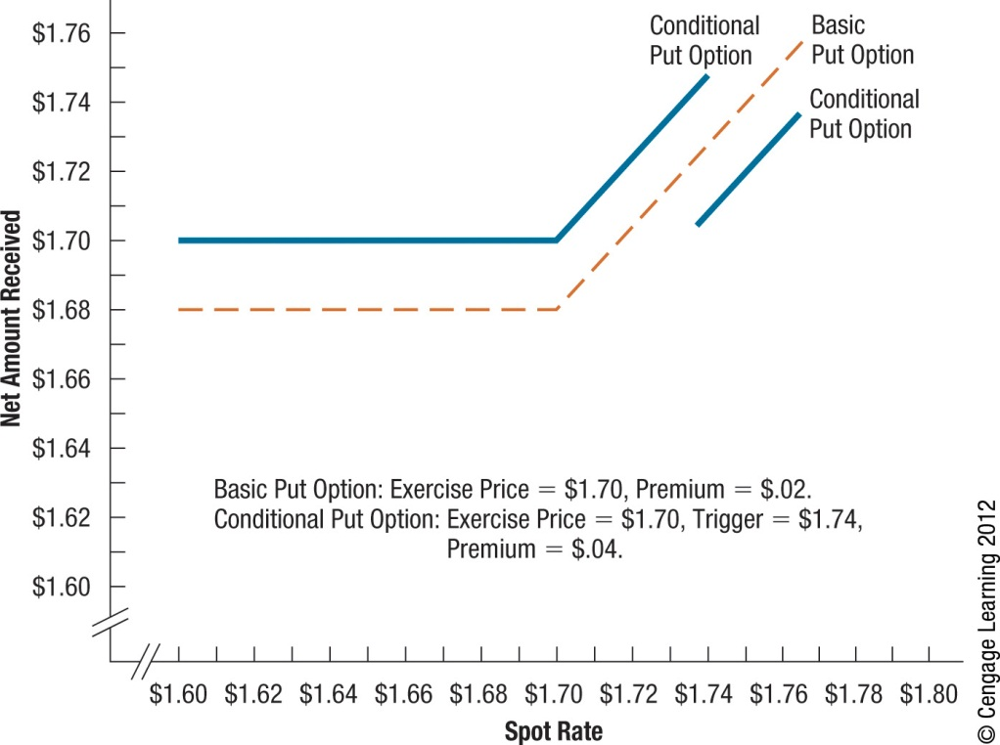 Conditional
Put Option
Basic
Put Option
Conditional
Put Option
$1.76
$1.74
$1.72
$1.70
$1.68
$1.66
$1.64
$1.62
$1.60
Net Amount Received
Basic Put Option: Exercise Price = $1.70, Premium = $.02.
Conditional Put Option: Exercise Price = $1.70, Trigger = $1.74,
Premium = $.04.
$1.60 $1.62 $1.64 $1.66 $1.68 $1.70 $1.72 $1.74 $1.76 $1.78 $1.80
Spot Rate
© Cengage Learning 2012